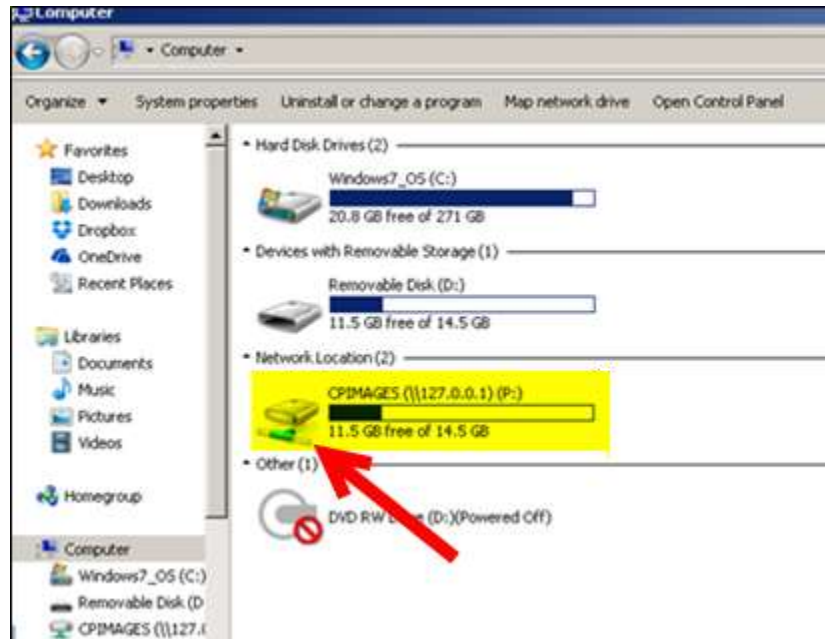 Computer
Computer
Organize
System properties
Uninstall or change a program
Map network drive
Open Control Panel
Favorites
Desktop
Downloads
Dropbox
OneDrive
Recent Places
Libraries
Documents
Music
Pictures
Videos
Homegroup
Computer
Windows7_OS (C:)
Removable Disk (D
CPIMAGES (\\127.(
Hard Disk Drives (2)
Windows7_OS (C:)
20.8 GB free of 271 GB
Devices with Removable Storage (1)
Removable Disk (D:)
11.5 GB free of 14.5 GB
Network Location (2)
CPIMAGES (\\127.0.0.1) (P:)
11.5 GB free of 14.5 GB
Other (1)
DVD RW (D:)(Powered Off)